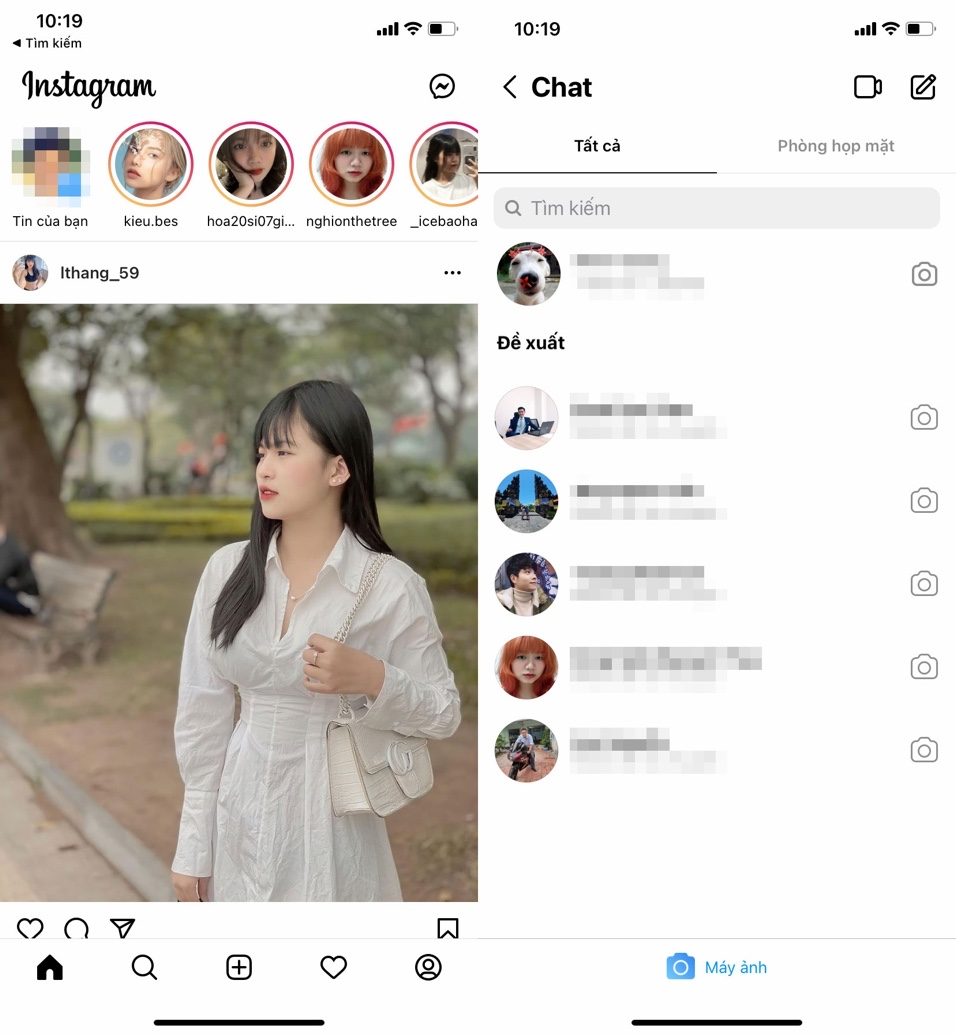 10:19
◀ Tìm kiếm
Instagram
Tin của bạn
kieu.bes
hoa20si07gi...
nghionthetree
_icebaoha
lthang_59
10:19
Chat
Tất cả
Phòng họp mặt
Tìm kiếm
Đề xuất
Máy ảnh